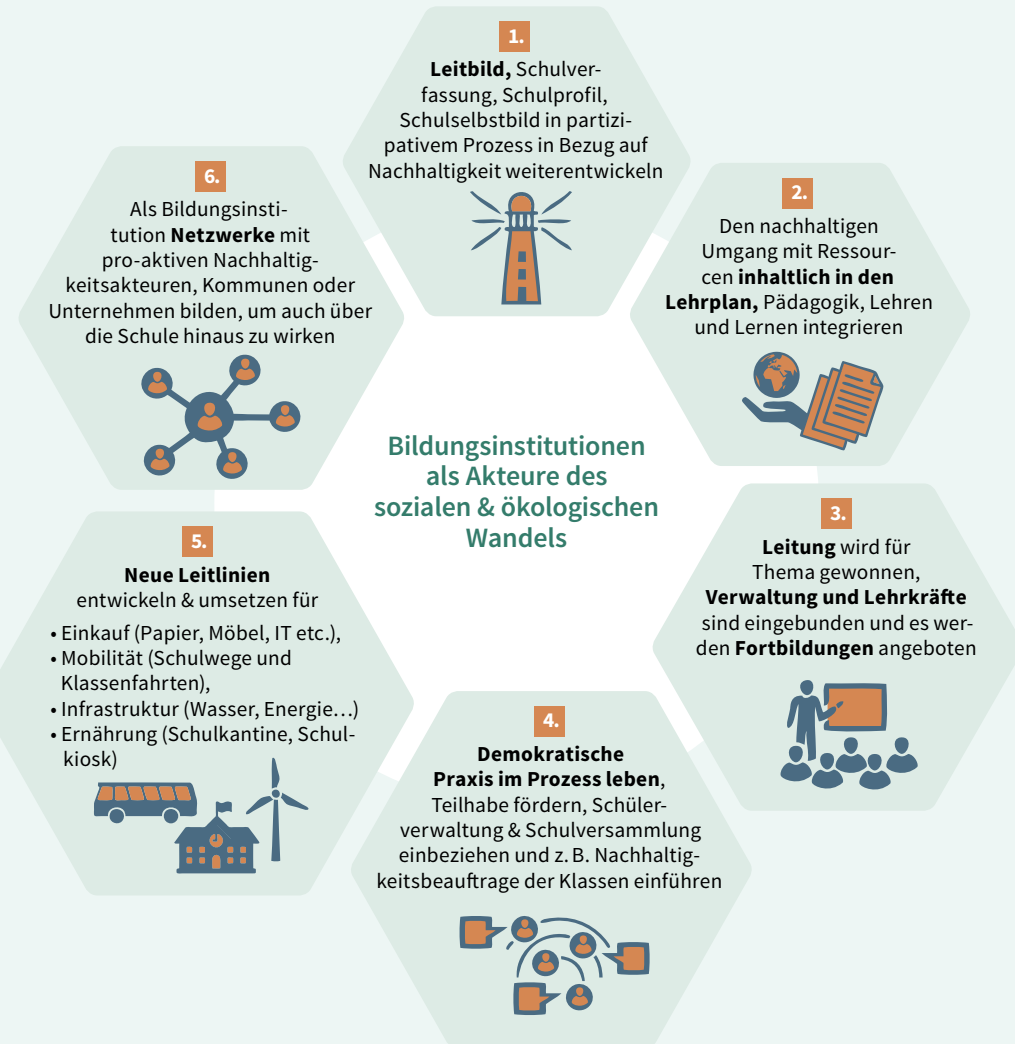 1.
Leitbild, Schulver-
fassung, Schulprofil,
Schulselbstbild in partizi-
pativem Prozess in Bezug auf
Nachhaltigkeit weiterentwickeln
2.
Den nachhaltigen
Umgang mit Ressour-
cen inhaltlich in den
Lehrplan, Pädagogik, Lehren
und Lernen integrieren
3.
Leitung wird für
Thema gewonnen,
Verwaltung und Lehrkräfte
sind eingebunden und es wer-
den Fortbildungen angeboten
4.
Demokratische
Praxis im Prozess leben,
Teilhabe fördern, Schüler-
verwaltung & Schulversammlung
einbeziehen und z. B. Nachhaltig-
keitsbeauftrage der Klassen einführen
5.
Neue Leitlinien
entwickeln & umsetzen für
• Einkauf (Papier, Möbel, IT etc.),
• Mobilität (Schulwege und
Klassenfahrten),
• Infrastruktur (Wasser, Energie…)
• Ernährung (Schulkantine, Schul-
kiosk)
6.
Als Bildungsinsti-
tution Netzwerke mit
pro-aktiven Nachhaltig-
keitsakteuren, Kommunen oder
Unternehmen bilden, um auch über
die Schule hinaus zu wirken
Bildungsinstitutionen
als Akteure des
sozialen & ökologischen
Wandels